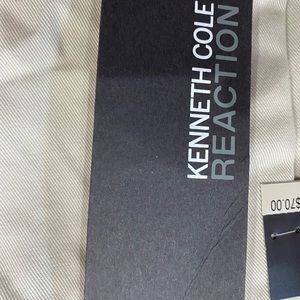 KENNETH COLE
REACTION
$70.00